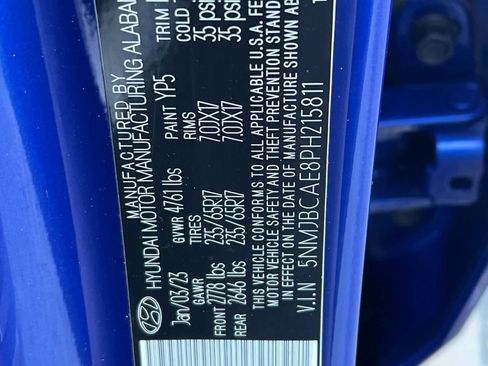 MANUFACTURED BY
HYUNDAI MOTOR MANUFACTURING ALABAMA
Jan/03/23 GVWR 4761 lbs PAINT YP5 TRIM
GAWR TIRES RIMS COLD
FRONT 2778 lbs 235/65R17 7.0JX17 35 psi
REAR 2646 lbs 235/65R17 7.0JX17 35 psi
THIS VEHICLE CONFORMS TO ALL APPLICABLE U.S.A. FE
MOTOR VEHICLE SAFETY AND THEFT PREVENTION STAN
IN EFFECT ON THE DATE OF MANUFACTURE SHOWN ABOV
V.I.N 5NMJBCAE8PH215811